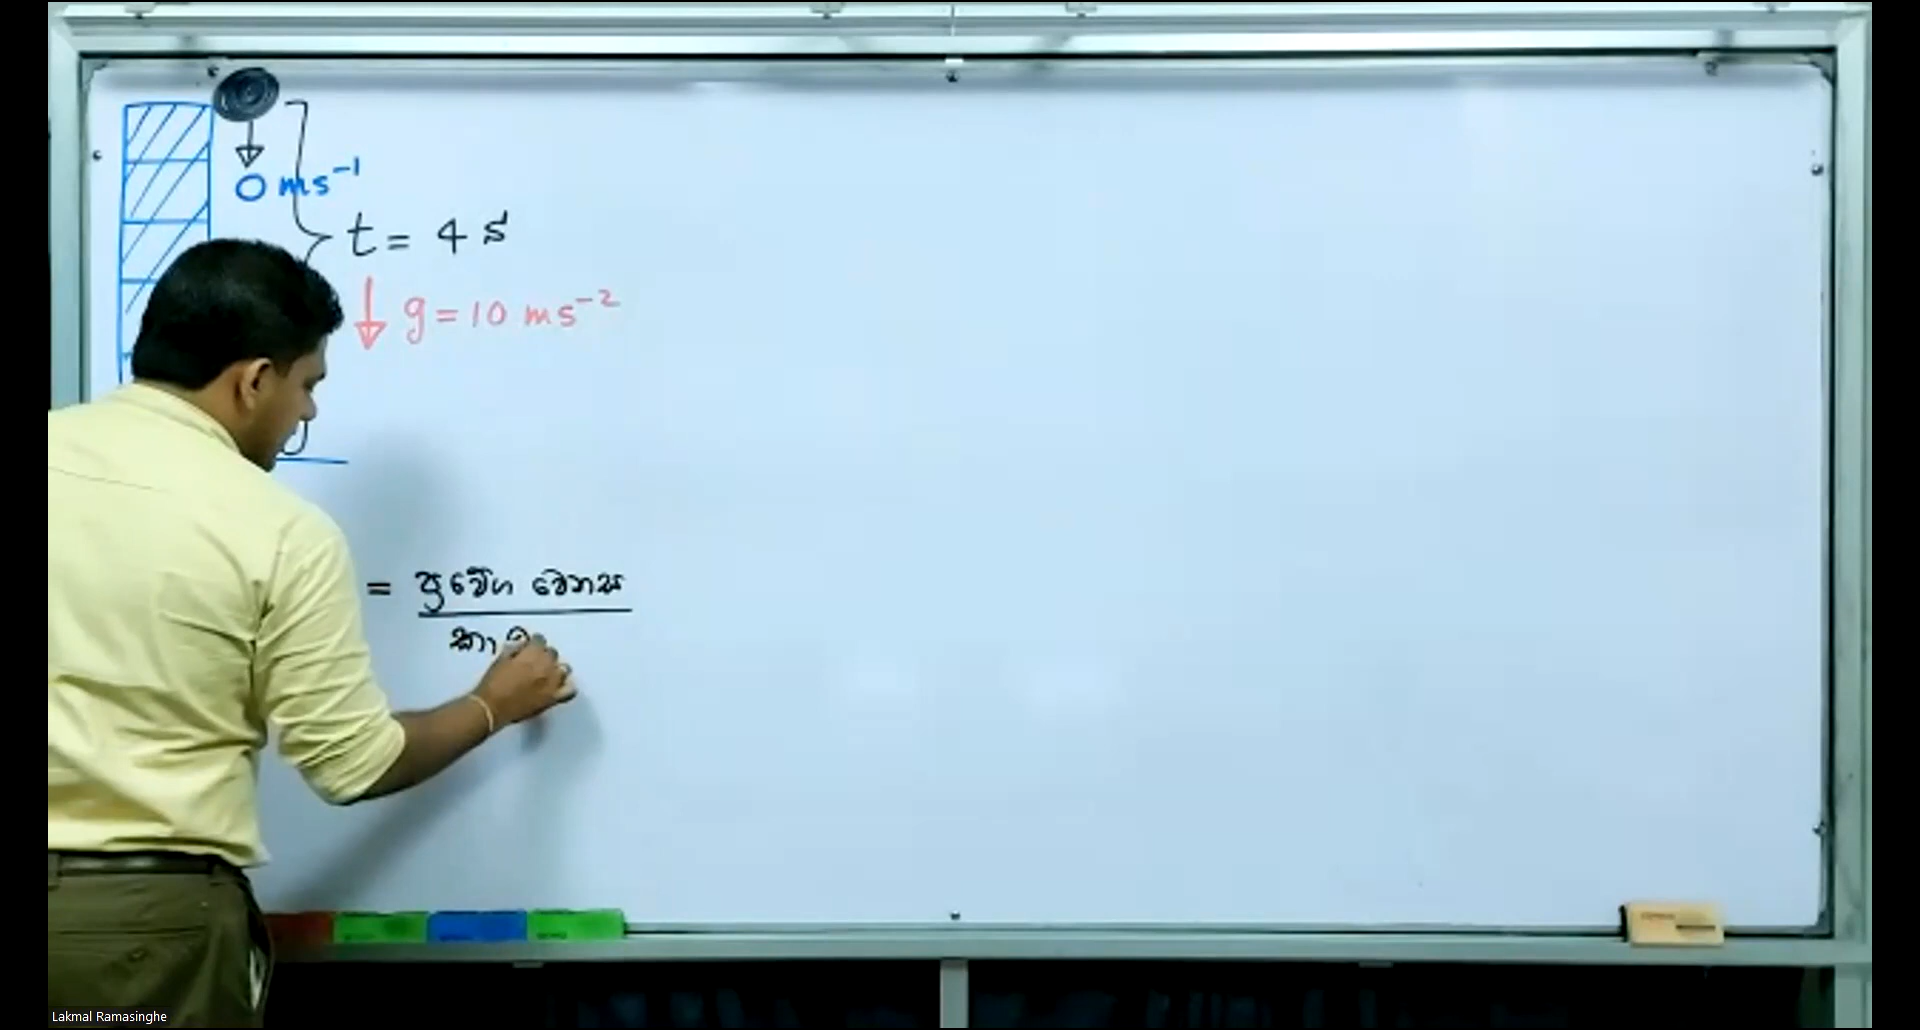 0 ms⁻¹
t = 4 s
g = 10 ms⁻²
= ප්‍රවේග වෙනස
කා
Lakmal Ramasinghe